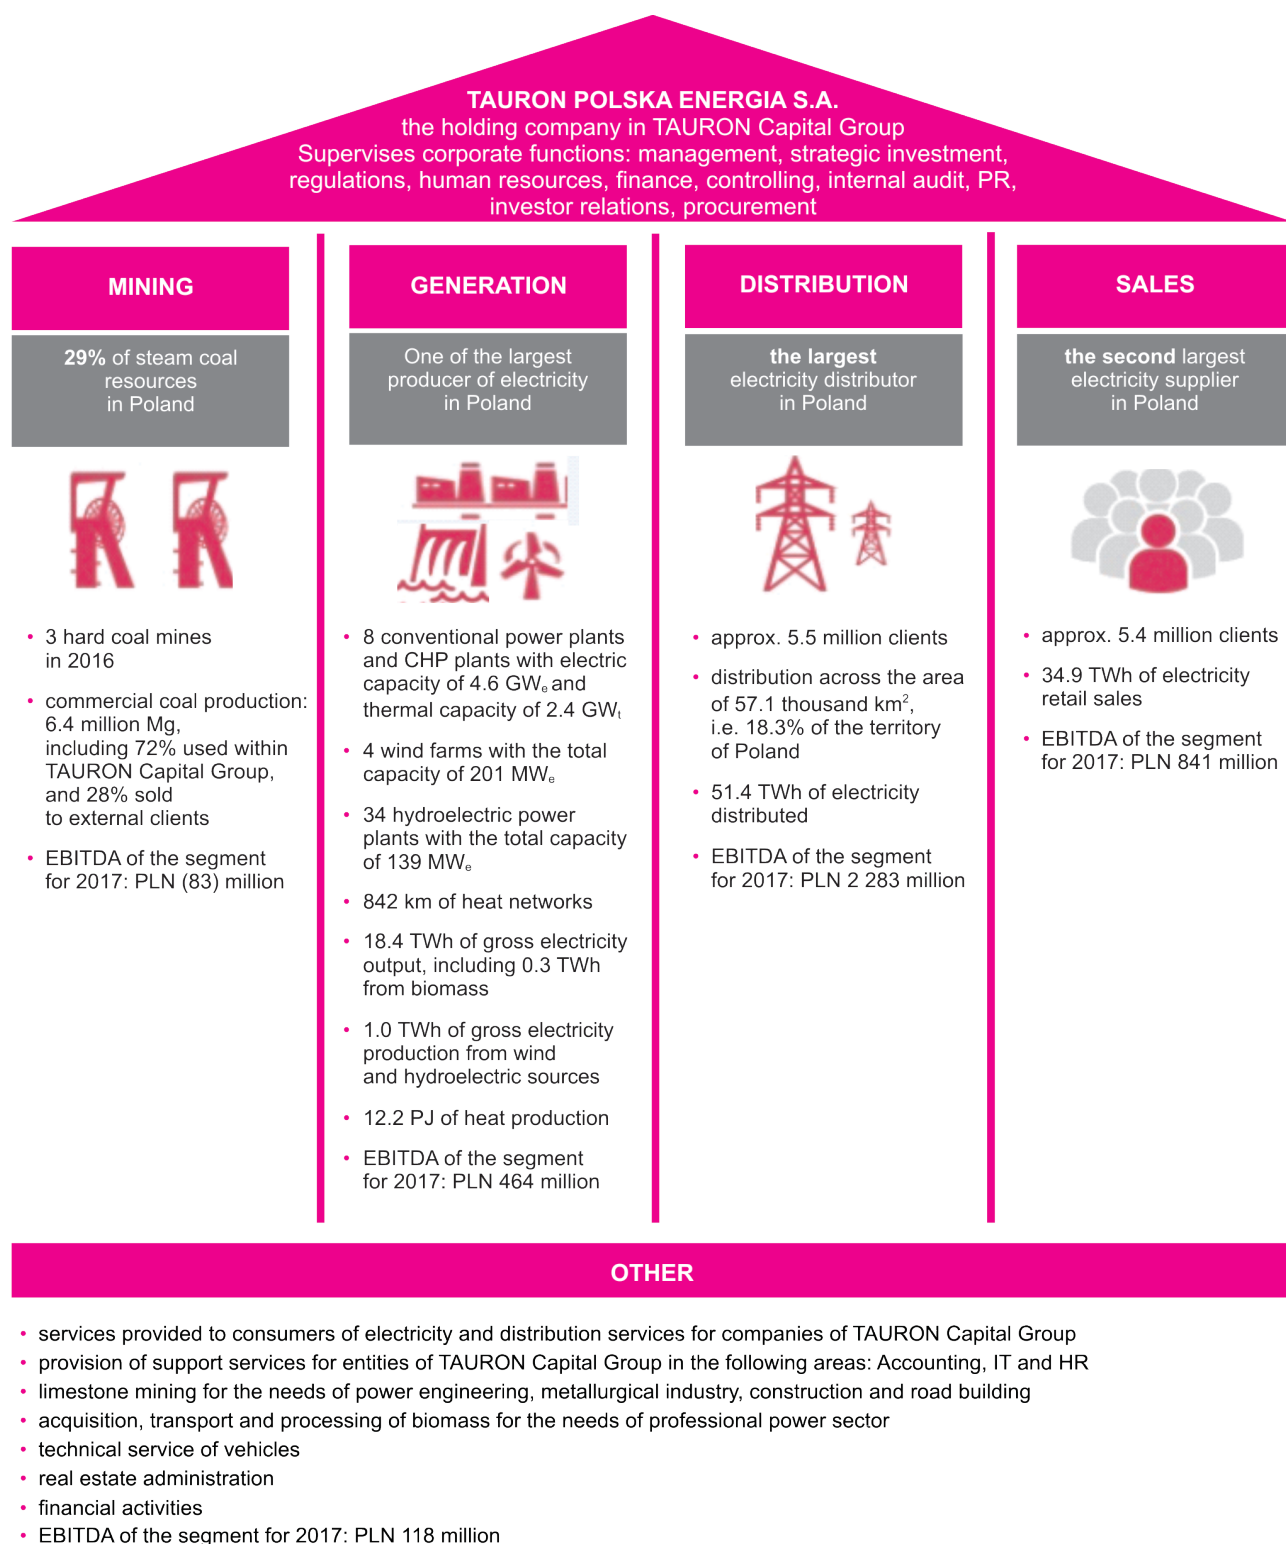 TAURON POLSKA ENERGIA S.A.
the holding company in TAURON Capital Group
Supervises corporate functions: management, strategic investment,
regulations, human resources, finance, controlling, internal audit, PR,
investor relations, procurement
MINING
29% of steam coal
resources
in Poland
• 3 hard coal mines
in 2016
• commercial coal production:
6.4 million Mg,
including 72% used within
TAURON Capital Group,
and 28% sold
to external clients
• EBITDA of the segment
for 2017: PLN (83) million
GENERATION
One of the largest
producer of electricity
in Poland
• 8 conventional power plants
and CHP plants with electric
capacity of 4.6 GWₑ and
thermal capacity of 2.4 GWₜ
• 4 wind farms with the total
capacity of 201 MWₑ
• 34 hydroelectric power
plants with the total capacity
of 139 MWₑ
• 842 km of heat networks
• 18.4 TWh of gross electricity
output, including 0.3 TWh
from biomass
• 1.0 TWh of gross electricity
production from wind
and hydroelectric sources
• 12.2 PJ of heat production
• EBITDA of the segment
for 2017: PLN 464 million
DISTRIBUTION
the largest
electricity distributor
in Poland
• approx. 5.5 million clients
• distribution across the area
of 57.1 thousand km²,
i.e. 18.3% of the territory
of Poland
• 51.4 TWh of electricity
distributed
• EBITDA of the segment
for 2017: PLN 2 283 million
SALES
the second largest
electricity supplier
in Poland
• approx. 5.4 million clients
• 34.9 TWh of electricity
retail sales
• EBITDA of the segment
for 2017: PLN 841 million
OTHER
• services provided to consumers of electricity and distribution services for companies of TAURON Capital Group
• provision of support services for entities of TAURON Capital Group in the following areas: Accounting, IT and HR
• limestone mining for the needs of power engineering, metallurgical industry, construction and road building
• acquisition, transport and processing of biomass for the needs of professional power sector
• technical service of vehicles
• real estate administration
• financial activities
• EBITDA of the segment for 2017: PLN 118 million